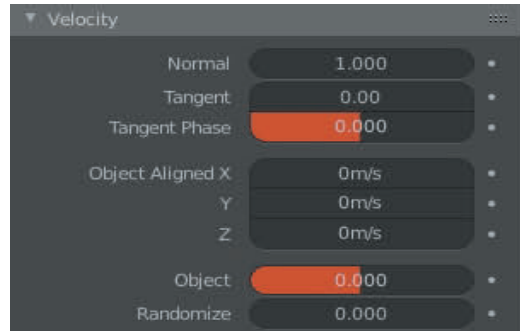 Velocity
Normal 1.000
Tangent 0.00
Tangent Phase 0.000
Object Aligned X 0m/s
Y 0m/s
Z 0m/s
Object 0.000
Randomize 0.000